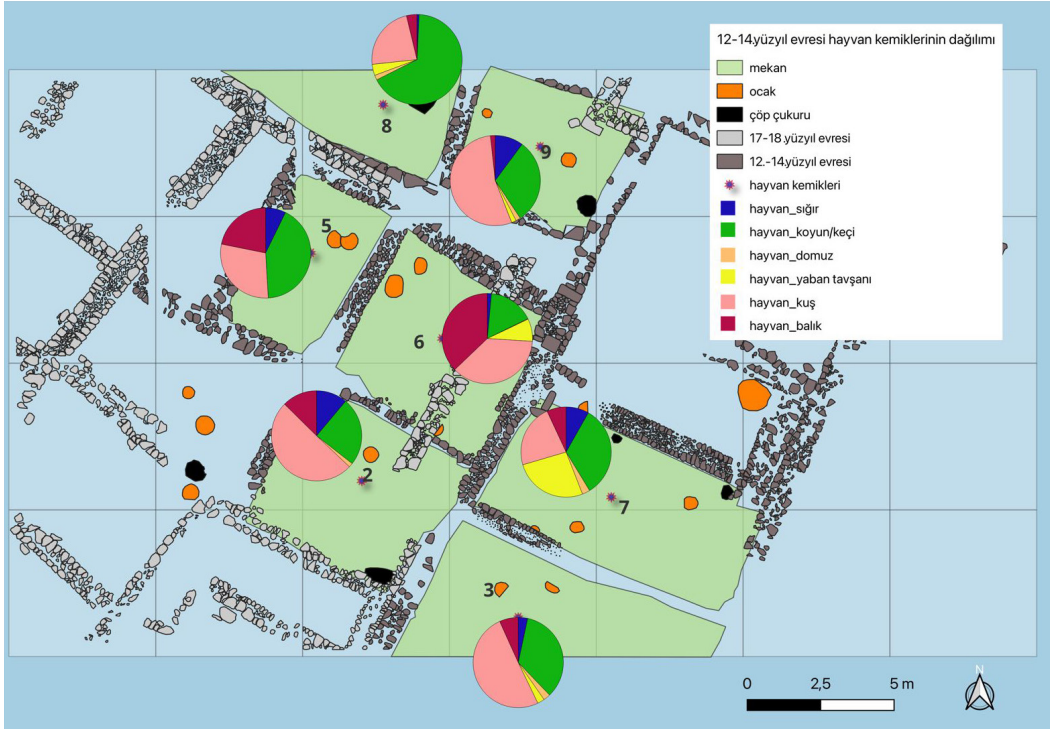 12-14.yüzyıl evresi hayvan kemiklerinin dağılımı
mekan
ocak
çöp çukuru
17-18.yüzyıl evresi
12.-14.yüzyıl evresi
hayvan kemikleri
hayvan_sığır
hayvan_koyun/keçi
hayvan_domuz
hayvan_yaban tavşanı
hayvan_kuş
hayvan_balık
8
9
5
6
2
7
3
0 2,5 5 m
N